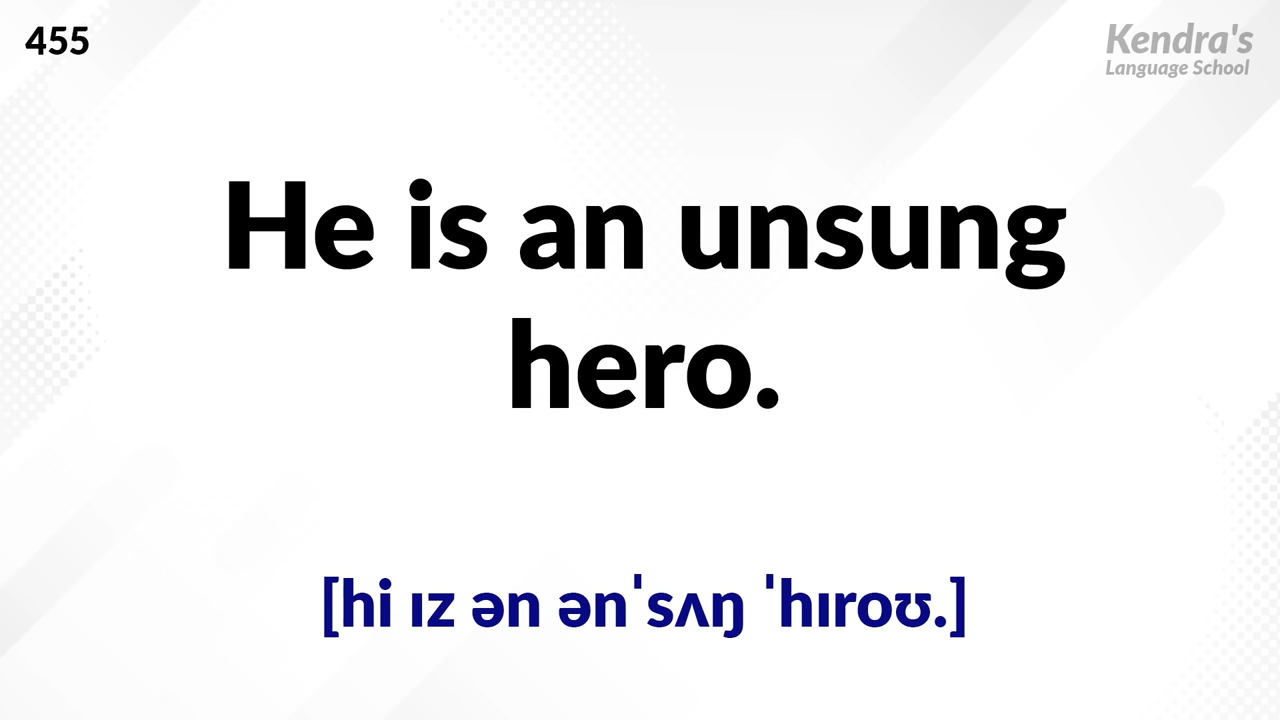 455
Kendra's
Language School
He is an unsung
hero.
[hi ɪz ən ənˈsʌŋ ˈhɪroʊ.]